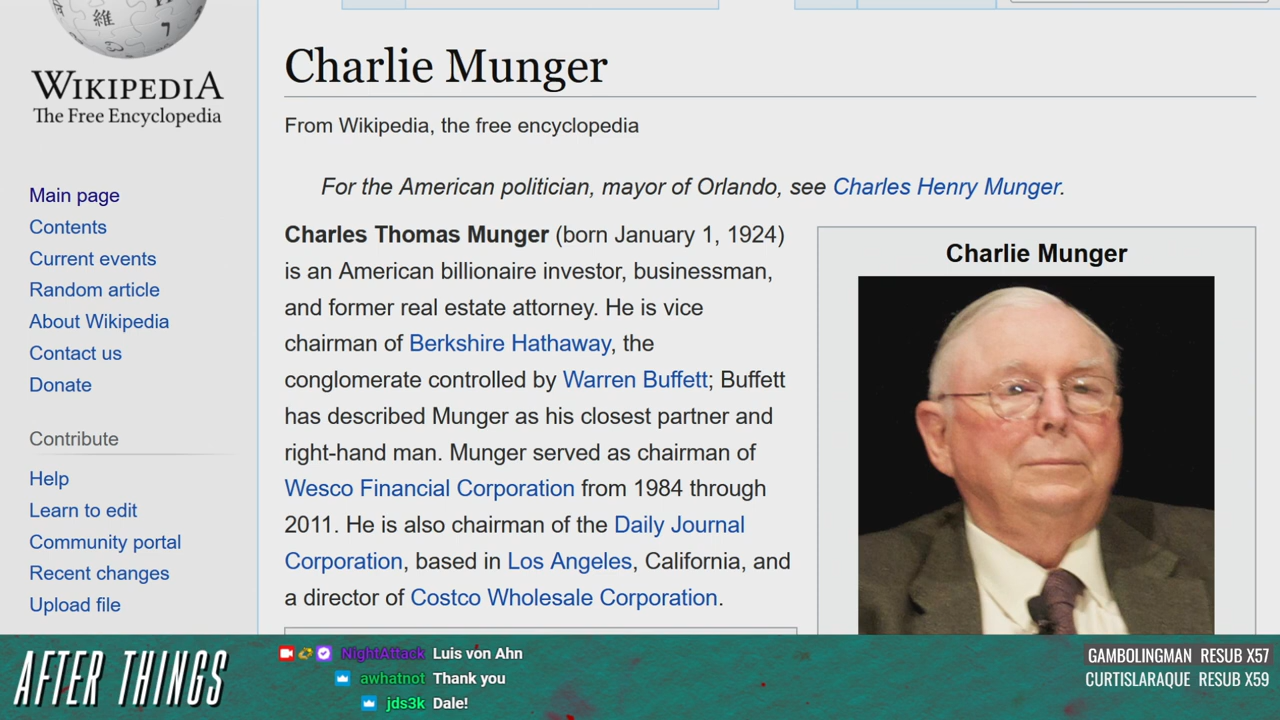 維
WIKIPEDIA
The Free Encyclopedia
Main page
Contents
Current events
Random article
About Wikipedia
Contact us
Donate
Contribute
Help
Learn to edit
Community portal
Recent changes
Upload file
Charlie Munger
From Wikipedia, the free encyclopedia
For the American politician, mayor of Orlando, see Charles Henry Munger.
Charles Thomas Munger (born January 1, 1924)
is an American billionaire investor, businessman,
and former real estate attorney. He is vice
chairman of Berkshire Hathaway, the
conglomerate controlled by Warren Buffett; Buffett
has described Munger as his closest partner and
right-hand man. Munger served as chairman of
Wesco Financial Corporation from 1984 through
2011. He is also chairman of the Daily Journal
Corporation, based in Los Angeles, California, and
a director of Costco Wholesale Corporation.
Charlie Munger
AFTER THINGS
NightAttack Luis von Ahn
awhatnot Thank you
jds3k Dale!
GAMBOLINGMAN RESUB X57
CURTISLARAQUE RESUB X59